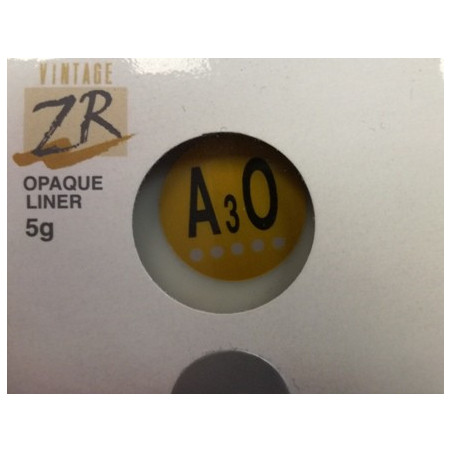 VINTAGE
ZR
OPAQUE
LINER
5g
A3O